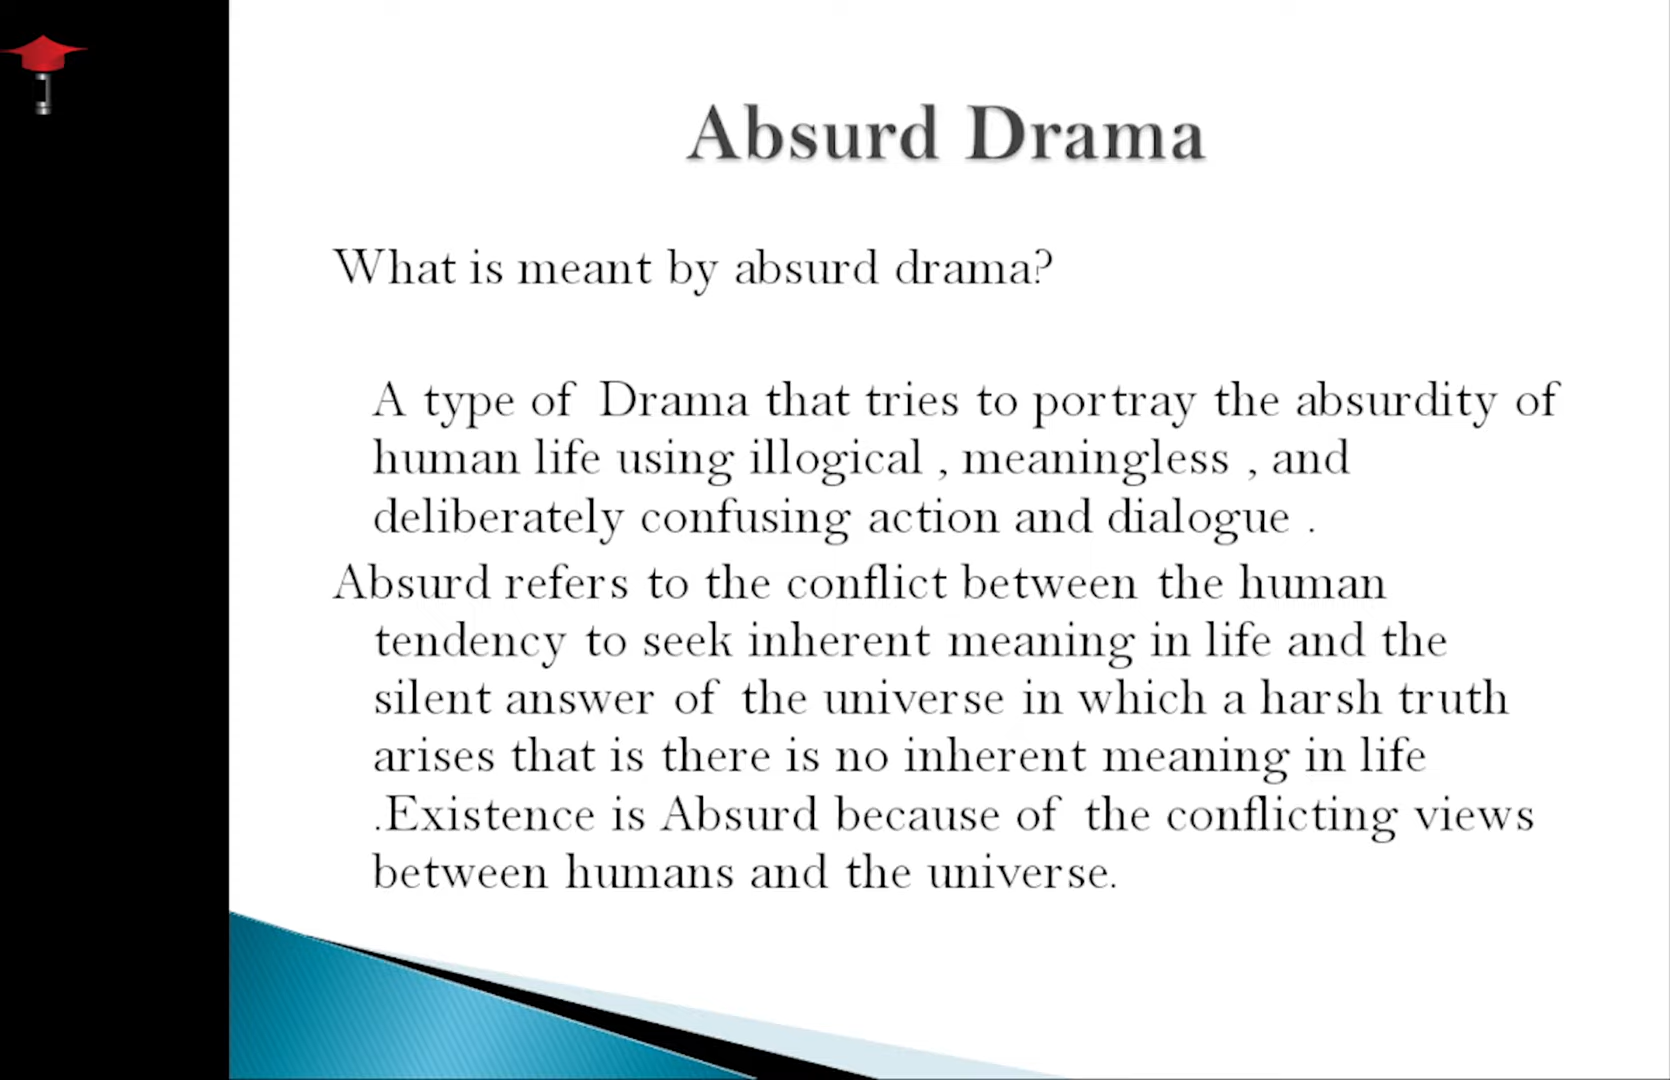 Absurd Drama
What is meant by absurd drama?
A type of Drama that tries to portray the absurdity of
human life using illogical , meaningless , and
deliberately confusing action and dialogue .
Absurd refers to the conflict between the human
tendency to seek inherent meaning in life and the
silent answer of the universe in which a harsh truth
arises that is there is no inherent meaning in life
.Existence is Absurd because of the conflicting views
between humans and the universe.